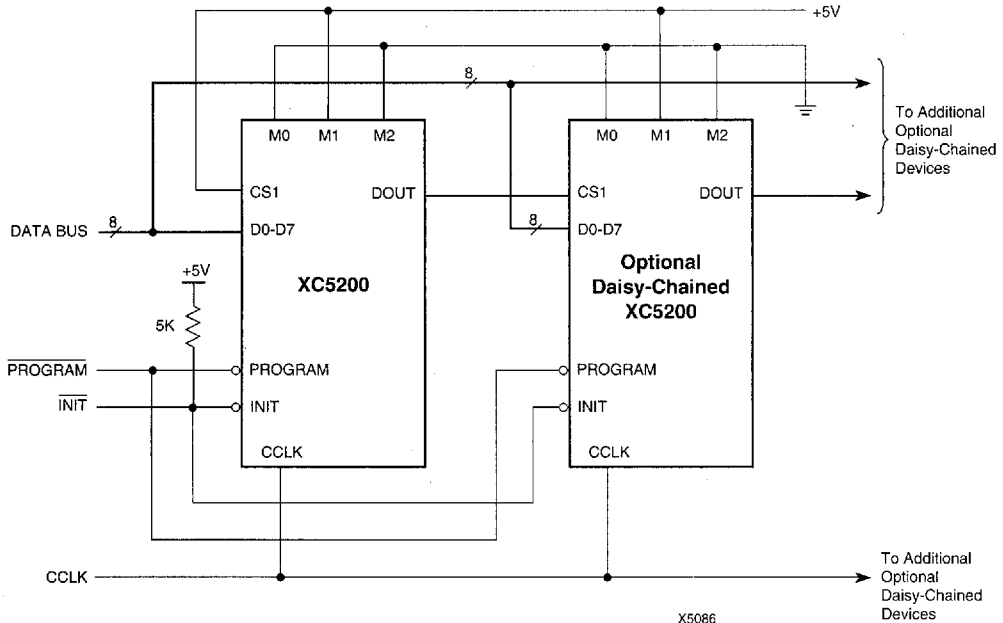 +5V
8
M0 M1 M2
M0 M1 M2
To Additional
Optional
Daisy-Chained
Devices
CS1
DOUT
CS1
DOUT
DATA BUS
8
D0-D7
8
D0-D7
XC5200
Optional
Daisy-Chained
XC5200
+5V
5K
PROGRAM
PROGRAM
PROGRAM
INIT
INIT
INIT
CCLK
CCLK
CCLK
To Additional
Optional
Daisy-Chained
Devices
X5086